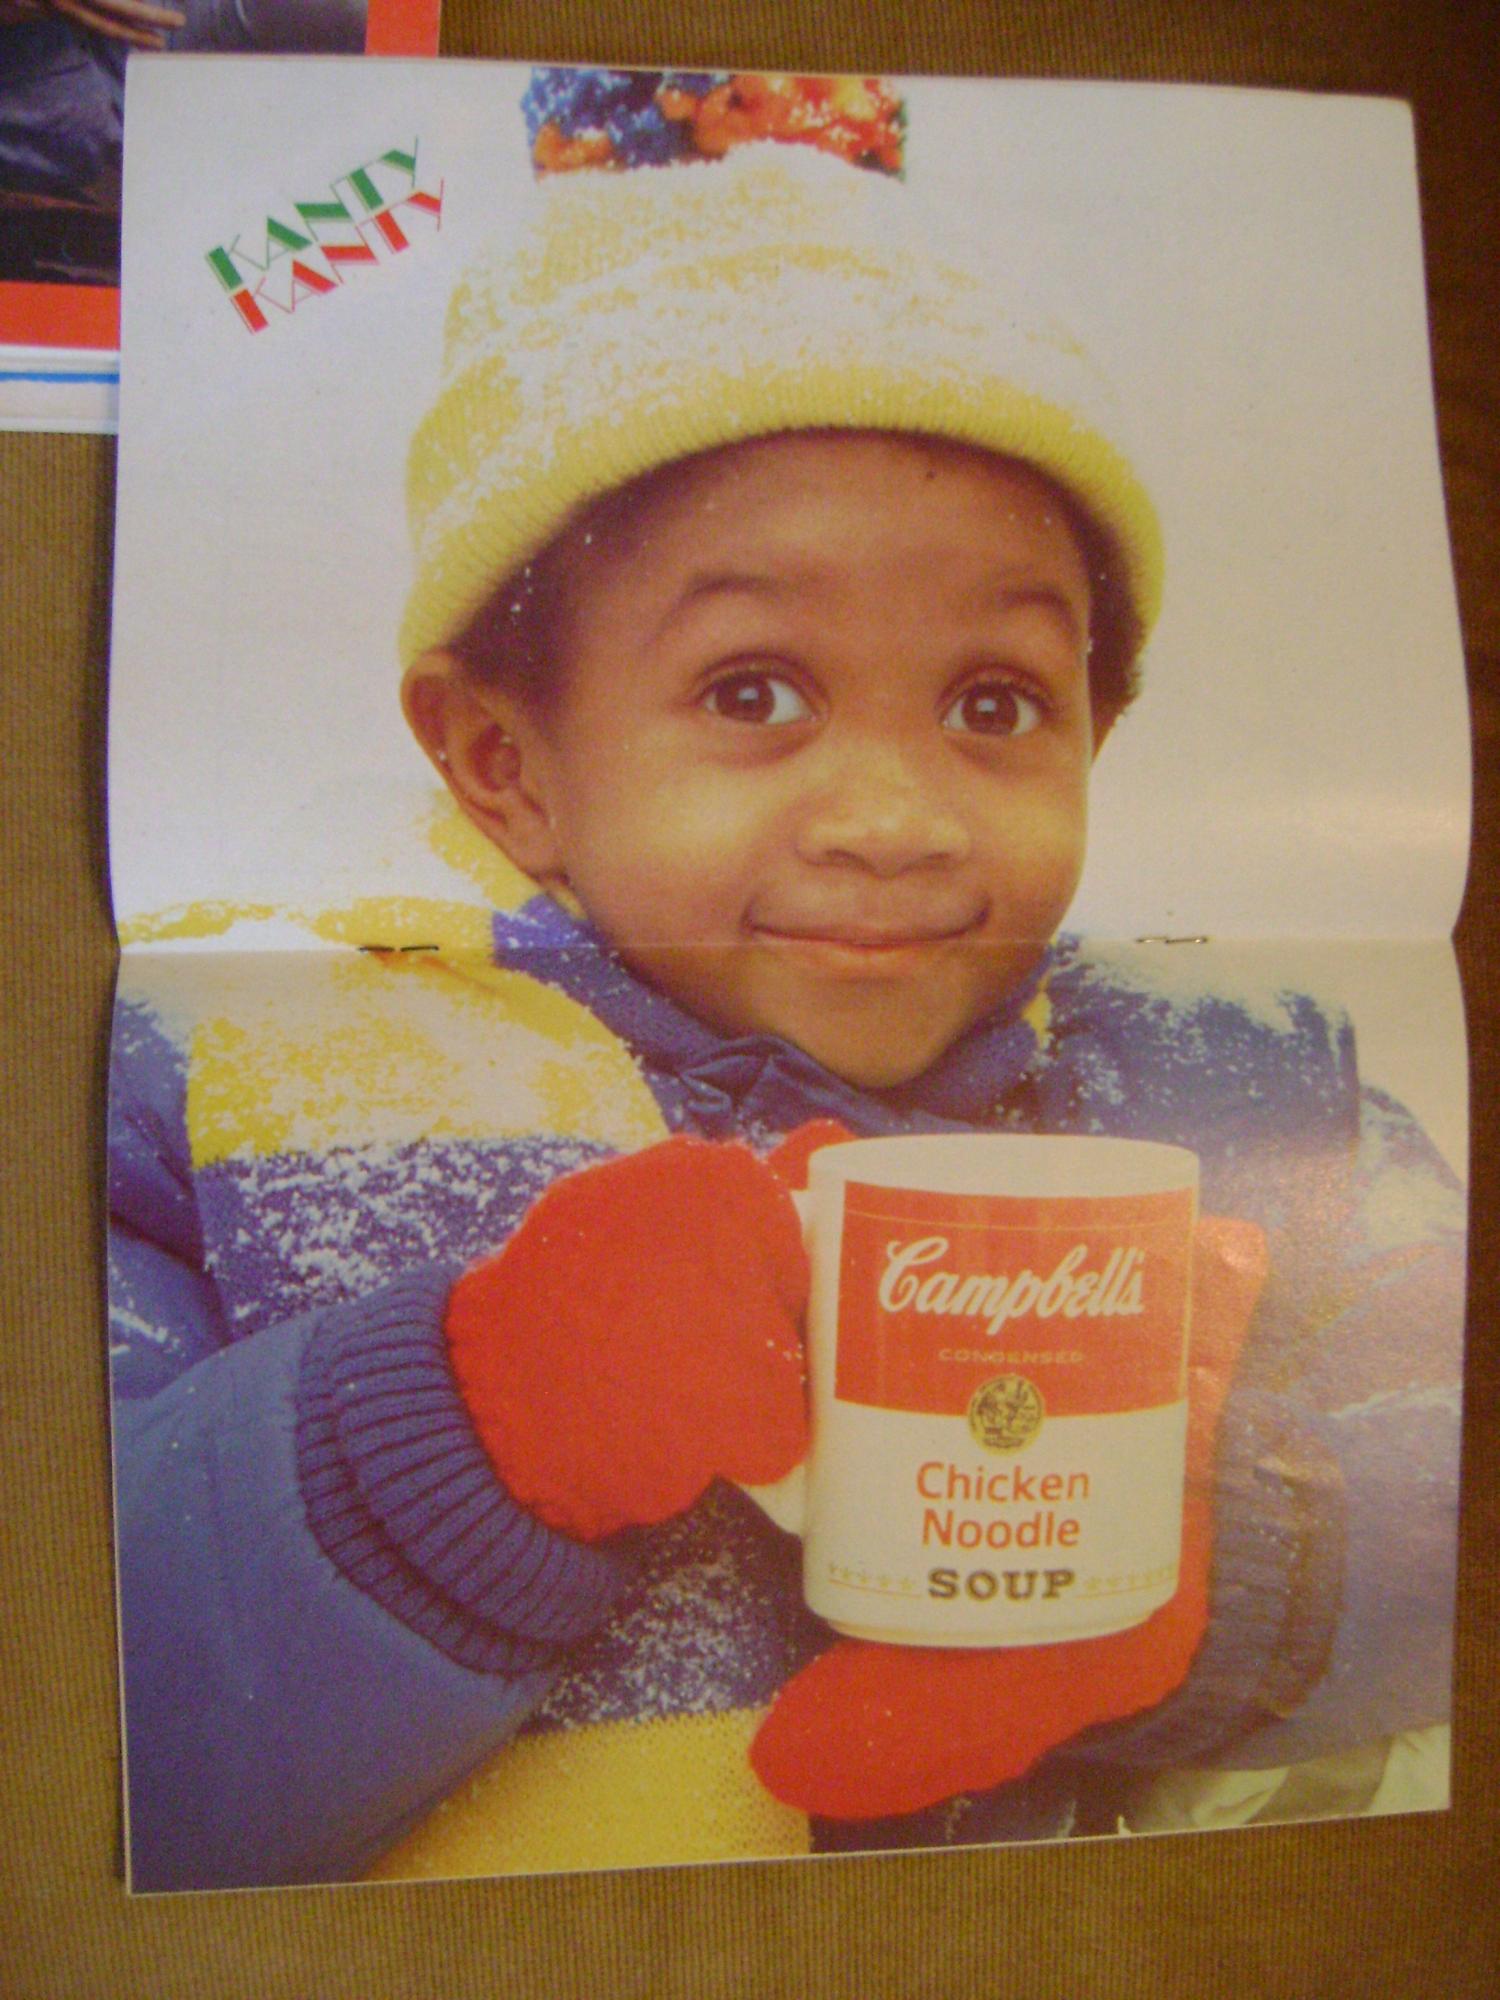 KANTY
KANTY
Campbell's
CONDENSED
Chicken
Noodle
SOUP